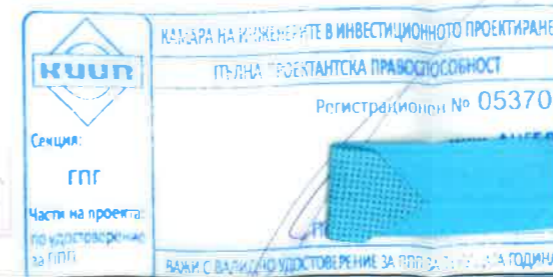 КАМАРА НА ИНЖЕНЕРИТЕ В ИНВЕСТИЦИОННОТО ПРОЕКТИРАНЕ
ПЪЛНА ПРОЕКТАНТСКА ПРАВОСПОСОБНОСТ
Регистрационен № 05370
КИИП
Секция:
ГПГ
Части на проекта:
по удостоверение
за ППП
ВАЖИ С ВАЛИДНО УДОСТОВЕРЕНИЕ ЗА ППП ЗА ГОДИНА